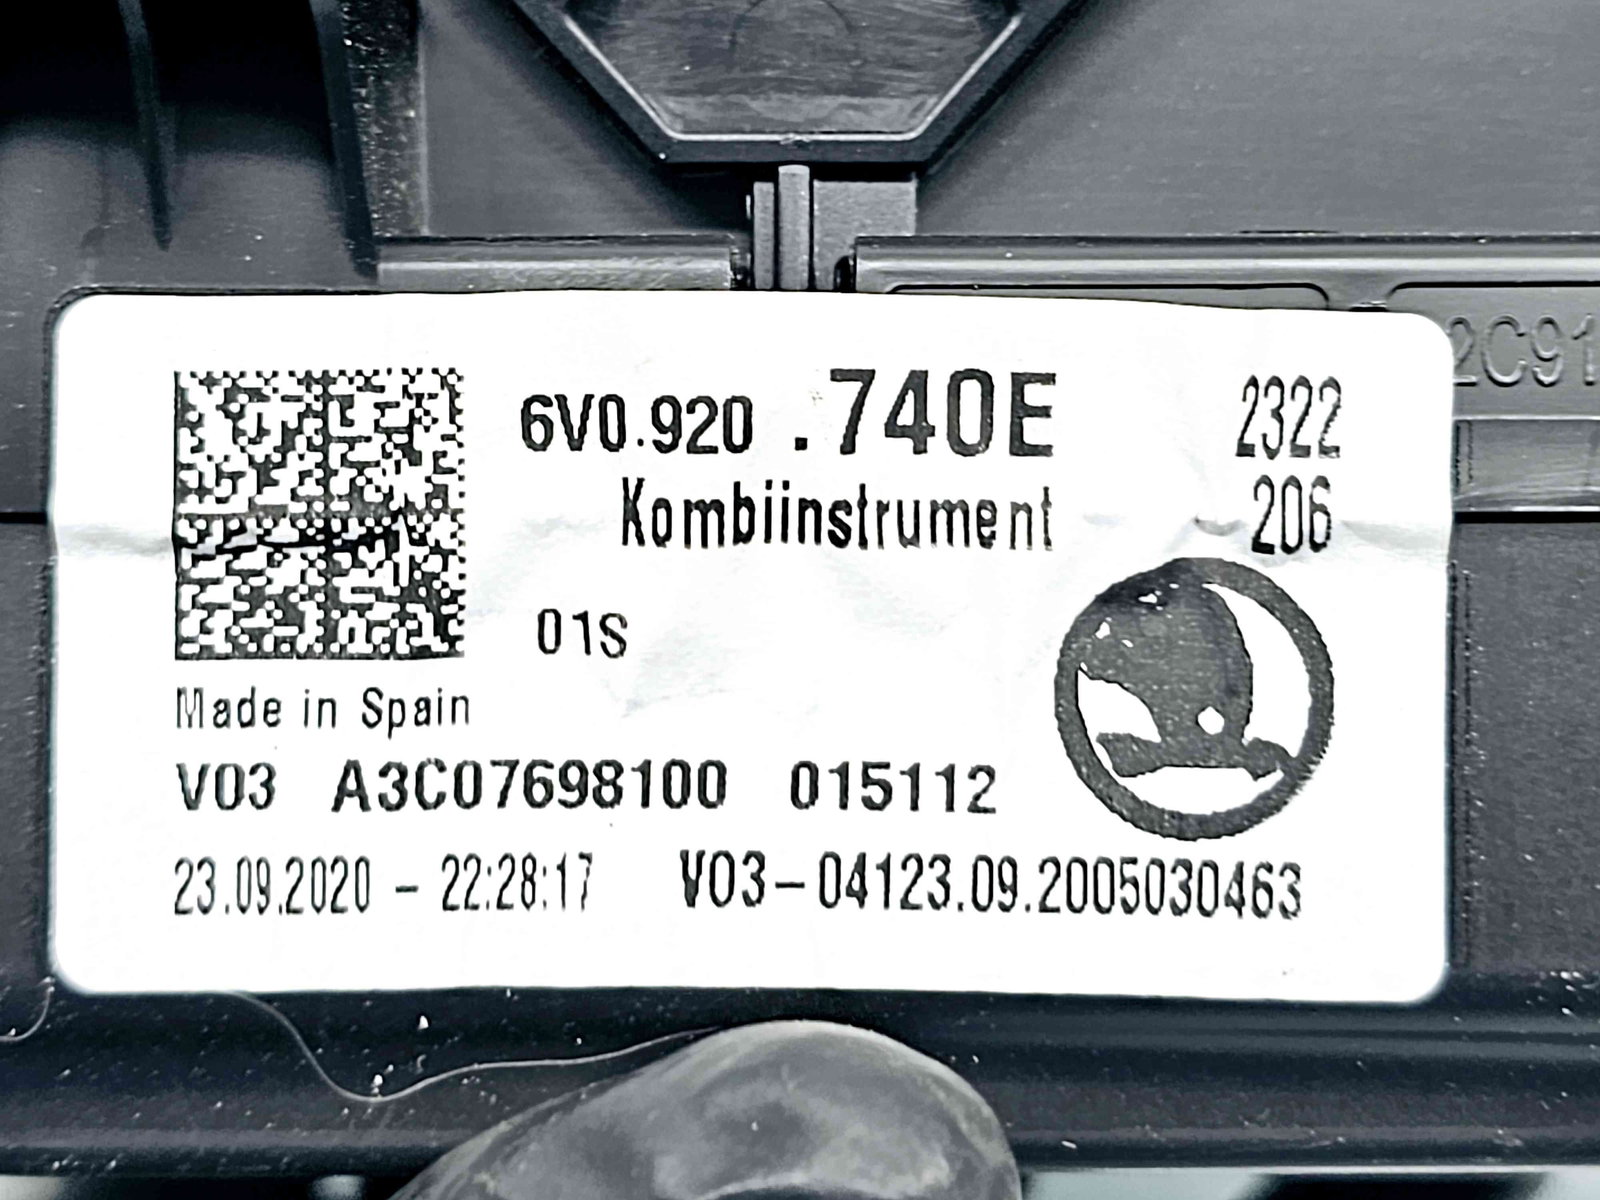 2C91
6V0.920 .740E 2322
Kombiinstrument 206
01S
Made in Spain
V03 A3C07698100 015112
23.09.2020 - 22:28:17 V03-04123.09.2005030463